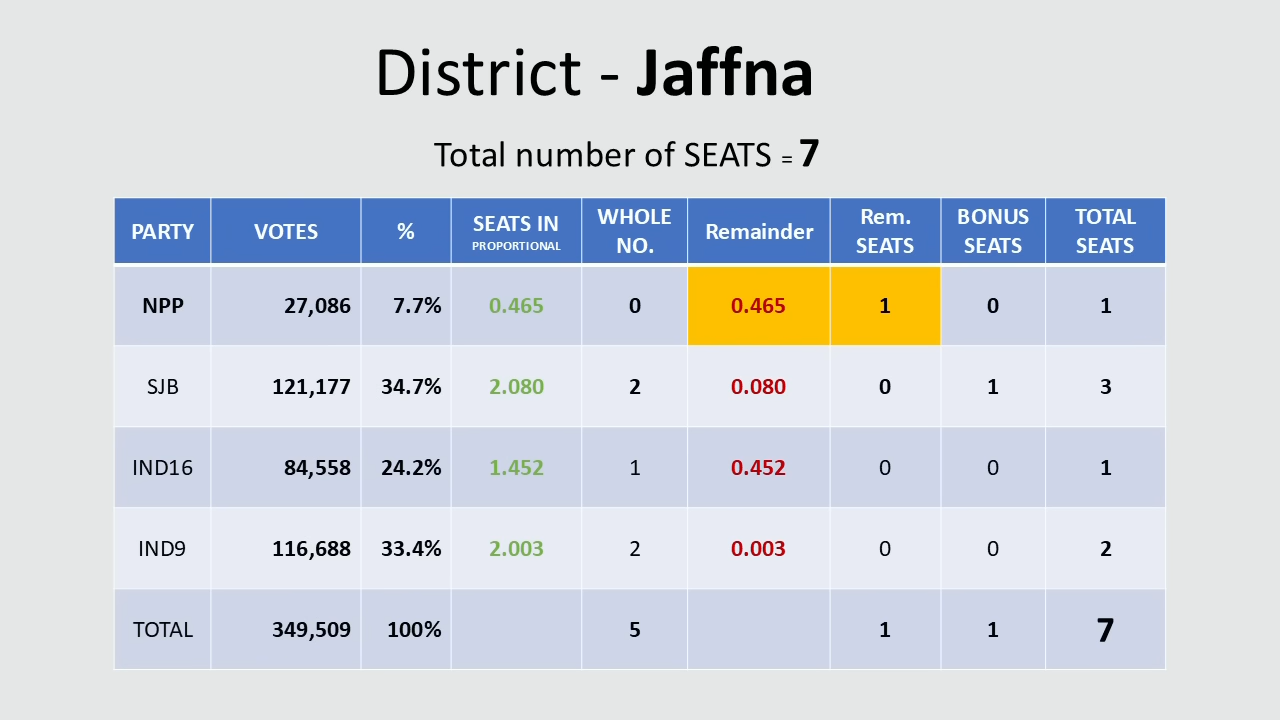 District - Jaffna
Total number of SEATS = 7
PARTY VOTES % SEATS IN PROPORTIONAL WHOLE NO. Remainder Rem. SEATS BONUS SEATS TOTAL SEATS
NPP 27,086 7.7% 0.465 0 0.465 1 0 1
SJB 121,177 34.7% 2.080 2 0.080 0 1 3
IND16 84,558 24.2% 1.452 1 0.452 0 0 1
IND9 116,688 33.4% 2.003 2 0.003 0 0 2
TOTAL 349,509 100% 5 1 1 7